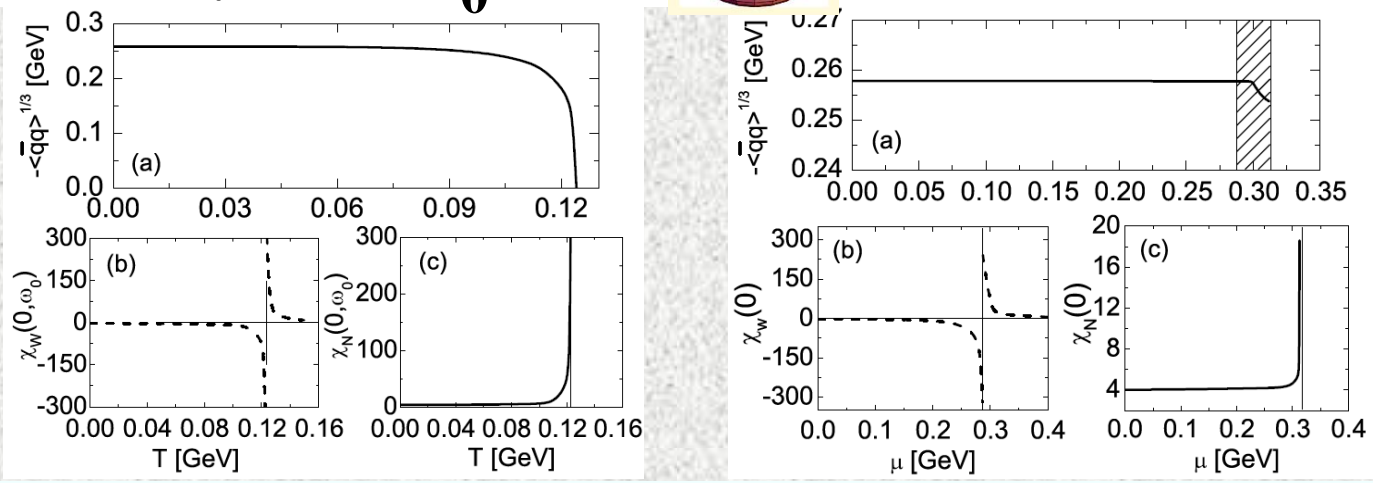 0
-<q̄q>^{1/3} [GeV]
0.3
0.2
0.1
0.0
(a)
0.00 0.03 0.06 0.09 0.12
χ_W(0,ω_0)
300
150
0
-150
-300
(b)
0.00 0.04 0.08 0.12 0.16
T [GeV]
χ_N(0,ω_0)
300
200
100
0
(c)
0.00 0.04 0.08 0.12 0.16
T [GeV]
-<q̄q>^{1/3} [GeV]
0.27
0.26
0.25
0.24
(a)
0.00 0.05 0.10 0.15 0.20 0.25 0.30 0.35
χ_w(0)
300
150
0
-150
-300
(b)
0.0 0.1 0.2 0.3 0.4
μ [GeV]
χ_N(0)
20
16
12
8
4
(c)
0.0 0.1 0.2 0.3 0.4
μ [GeV]